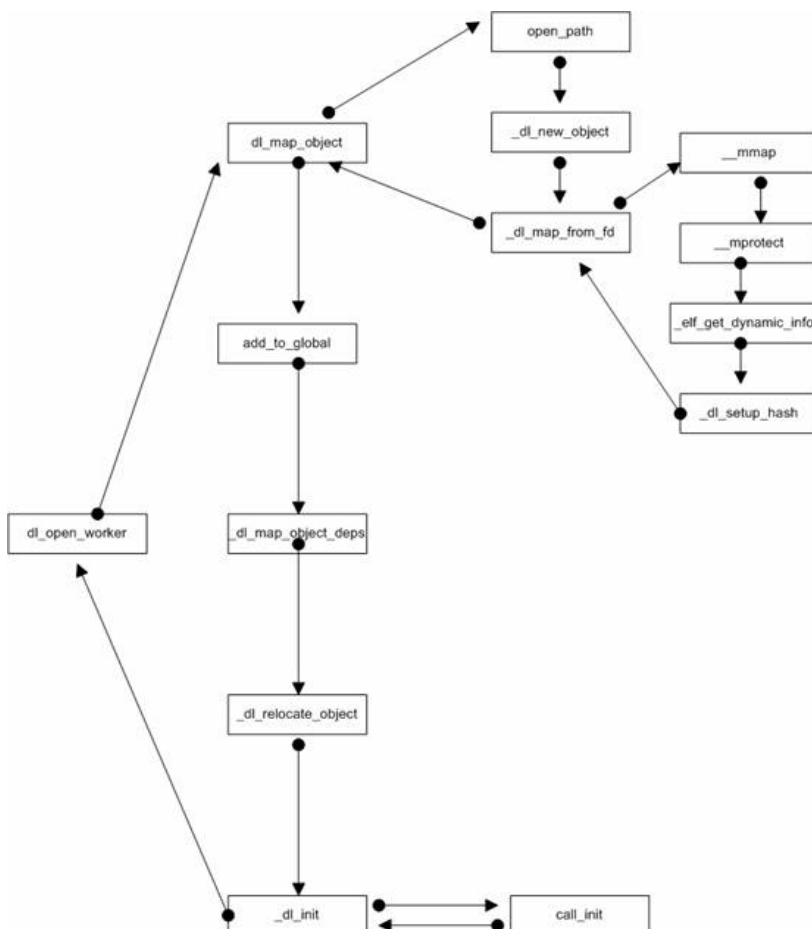 open_path
dl_map_object
_dl_new_object
__mmap
_dl_map_from_fd
__mprotect
_elf_get_dynamic_info
add_to_global
_dl_setup_hash
dl_open_worker
_dl_map_object_deps
_dl_relocate_object
_dl_init
call_init